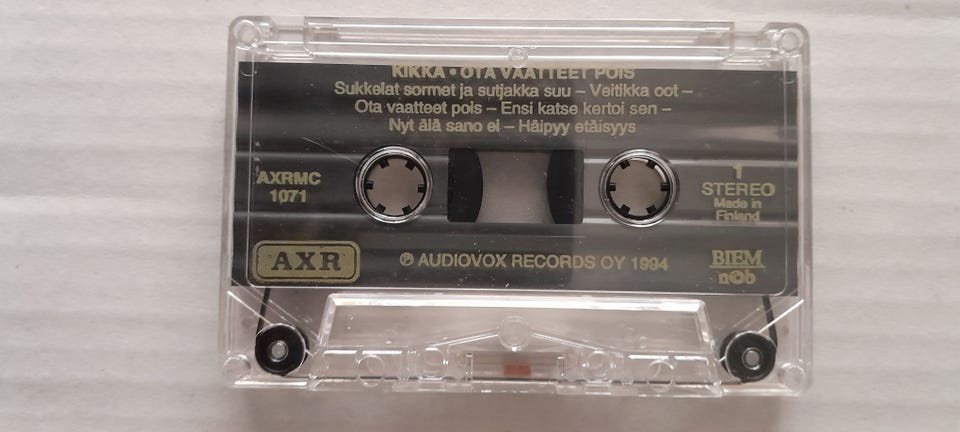 KIKKA • OTA VAATTEET POIS
Sukkelat sormet ja sutjakka suu – Veitikka oot –
Ota vaatteet pois – Ensi katse kertoi sen –
Nyt älä sano ei – Häipyy etäisyys
AXRMC
1071
1
STEREO
Made in
Finland
AXR
℗ AUDIOVOX RECORDS OY 1994
BIEM
n©b